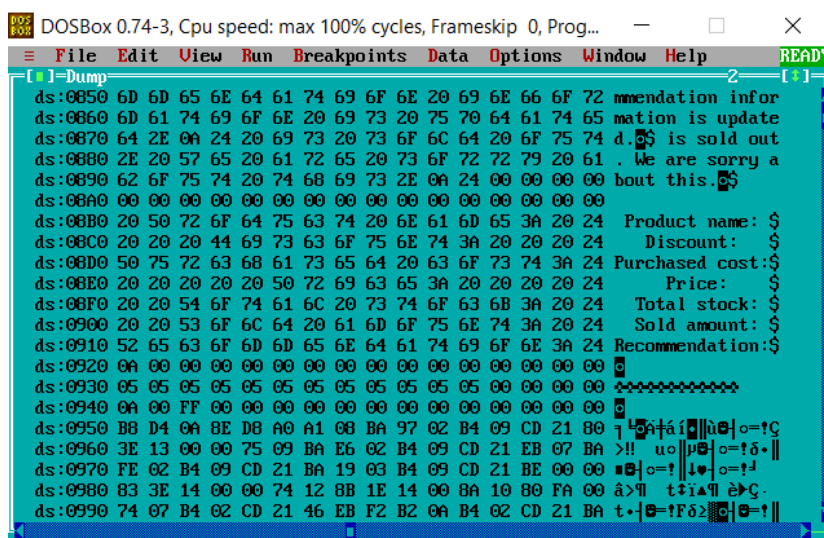 DOSBox 0.74-3, Cpu speed: max 100% cycles, Frameskip 0, Prog...
≡ File Edit View Run Breakpoints Data Options Window Help READY
[■]=Dump 2 [↕]
ds:0850 6D 6D 65 6E 64 61 74 69 6F 6E 20 69 6E 66 6F 72 mmendation infor
ds:0860 6D 61 74 69 6F 6E 20 69 73 20 75 70 64 61 74 65 mation is update
ds:0870 64 2E 0A 24 20 69 73 20 73 6F 6C 64 20 6F 75 74 d.◙$ is sold out
ds:0880 2E 20 57 65 20 61 72 65 20 73 6F 72 72 79 20 61 . We are sorry a
ds:0890 62 6F 75 74 20 74 68 69 73 2E 0A 24 00 00 00 00 bout this.◙$
ds:08A0 00 00 00 00 00 00 00 00 00 00 00 00 00 00 00 00
ds:08B0 20 50 72 6F 64 75 63 74 20 6E 61 6D 65 3A 20 24 Product name: $
ds:08C0 20 20 20 44 69 73 63 6F 75 6E 74 3A 20 20 20 24 Discount: $
ds:08D0 50 75 72 63 68 61 73 65 64 20 63 6F 73 74 3A 24 Purchased cost:$
ds:08E0 20 20 20 20 20 50 72 69 63 65 3A 20 20 20 20 24 Price: $
ds:08F0 20 20 54 6F 74 61 6C 20 73 74 6F 63 6B 3A 20 24 Total stock: $
ds:0900 20 20 53 6F 6C 64 20 61 6D 6F 75 6E 74 3A 20 24 Sold amount: $
ds:0910 52 65 63 6F 6D 6D 65 6E 64 61 74 69 6F 6E 3A 24 Recommendation:$
ds:0920 0A 00 00 00 00 00 00 00 00 00 00 00 00 00 00 00 ◙
ds:0930 05 05 05 05 05 05 05 05 05 05 05 05 00 00 00 00 ♣♣♣♣♣♣♣♣♣♣♣♣
ds:0940 0A 00 FF 00 00 00 00 00 00 00 00 00 00 00 00 00 ◙
ds:0950 B8 D4 0A 8E D8 A0 A1 08 BA 97 02 B4 09 CD 21 80 ╕╘◙Ä╪áí◘║ù☻┤○═!Ç
ds:0960 3E 13 00 00 75 09 BA E6 02 B4 09 CD 21 EB 07 BA >‼ u○║µ☻┤○═!δ•║
ds:0970 FE 02 B4 09 CD 21 BA 19 03 B4 09 CD 21 BE 00 00 ■☻┤○═!║↓♥┤○═!╛
ds:0980 83 3E 14 00 00 74 12 8B 1E 14 00 8A 10 80 FA 00 â>¶ t↕ï▲¶ è►Ç·
ds:0990 74 07 B4 02 CD 21 46 EB F2 B2 0A B4 02 CD 21 BA t•┤☻═!Fδ≥▓◙┤☻═!║